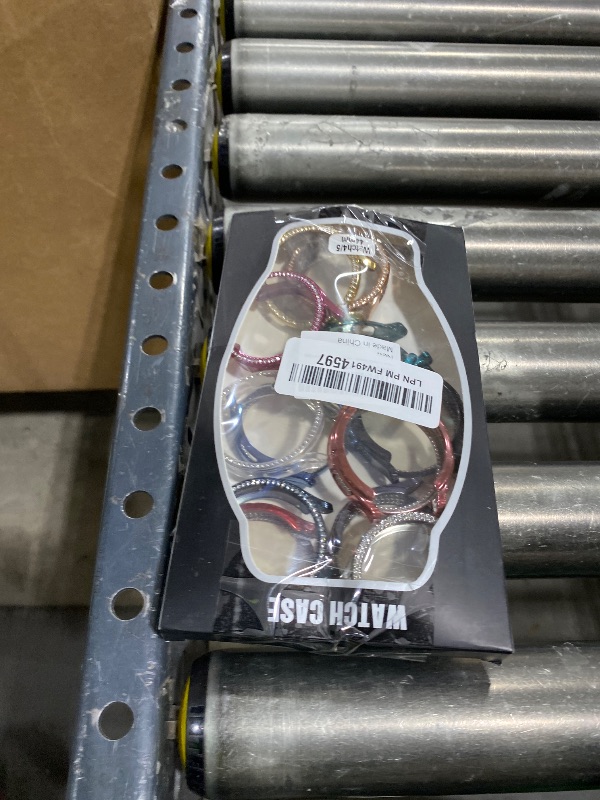 WATCH CASE
LPN PM FW4914597
Made in China
Watch4/5
44mm